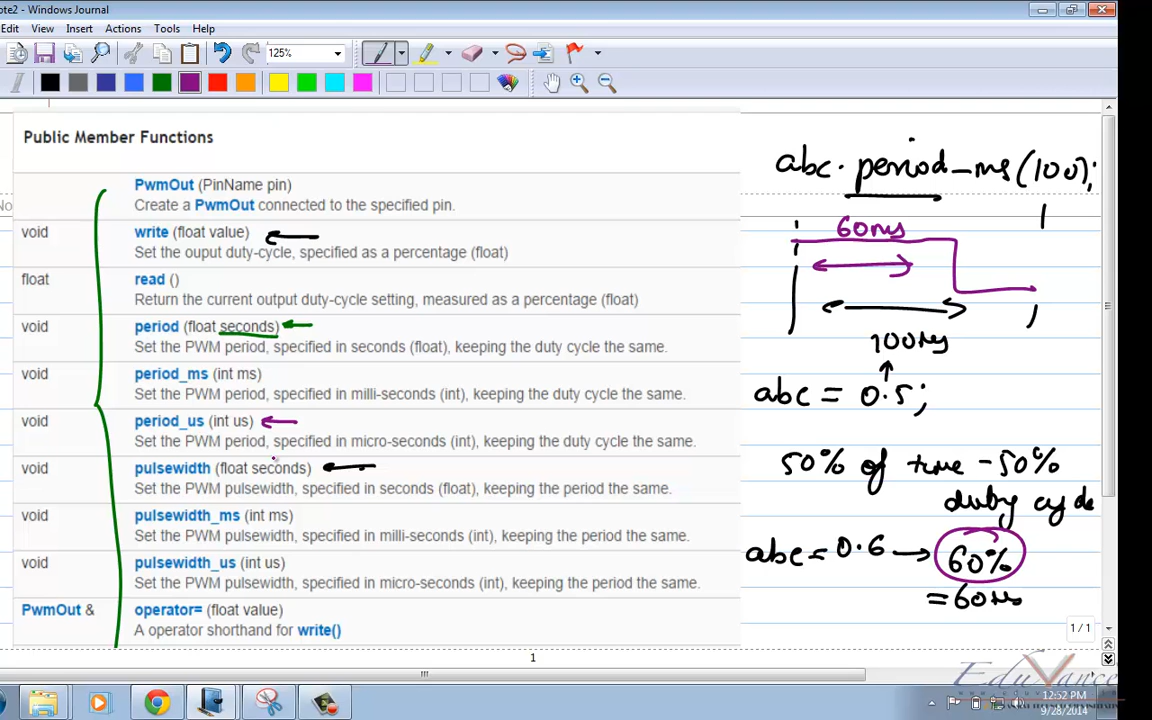 ote2 - Windows Journal
Edit View Insert Actions Tools Help
125%
Public Member Functions
PwmOut (PinName pin)
Create a PwmOut connected to the specified pin.
void write (float value)
Set the ouput duty-cycle, specified as a percentage (float)
float read ()
Return the current output duty-cycle setting, measured as a percentage (float)
void period (float seconds)
Set the PWM period, specified in seconds (float), keeping the duty cycle the same.
void period_ms (int ms)
Set the PWM period, specified in milli-seconds (int), keeping the duty cycle the same.
void period_us (int us)
Set the PWM period, specified in micro-seconds (int), keeping the duty cycle the same.
void pulsewidth (float seconds)
Set the PWM pulsewidth, specified in seconds (float), keeping the period the same.
void pulsewidth_ms (int ms)
Set the PWM pulsewidth, specified in milli-seconds (int), keeping the period the same.
void pulsewidth_us (int us)
Set the PWM pulsewidth, specified in micro-seconds (int), keeping the period the same.
PwmOut & operator= (float value)
A operator shorthand for write()
abc.period_ms(100);
60ms
100ms
abc = 0.5;
50% of time - 50%
duty cycle
abc = 0.6 → 60%
= 60ms
1 / 1
1
EduVance
12:52 PM
9/28/2014